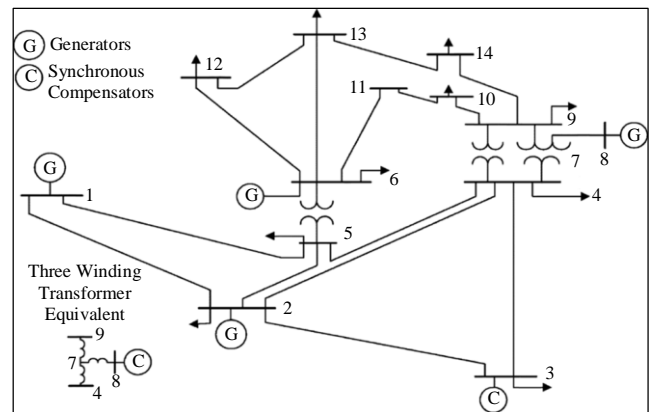 G Generators
C Synchronous
Compensators
13
14
12
11
10
9
G
7
8
G
6
G
1
4
5
Three Winding
Transformer
Equivalent
2
G
9
7
C
8
4
3
C